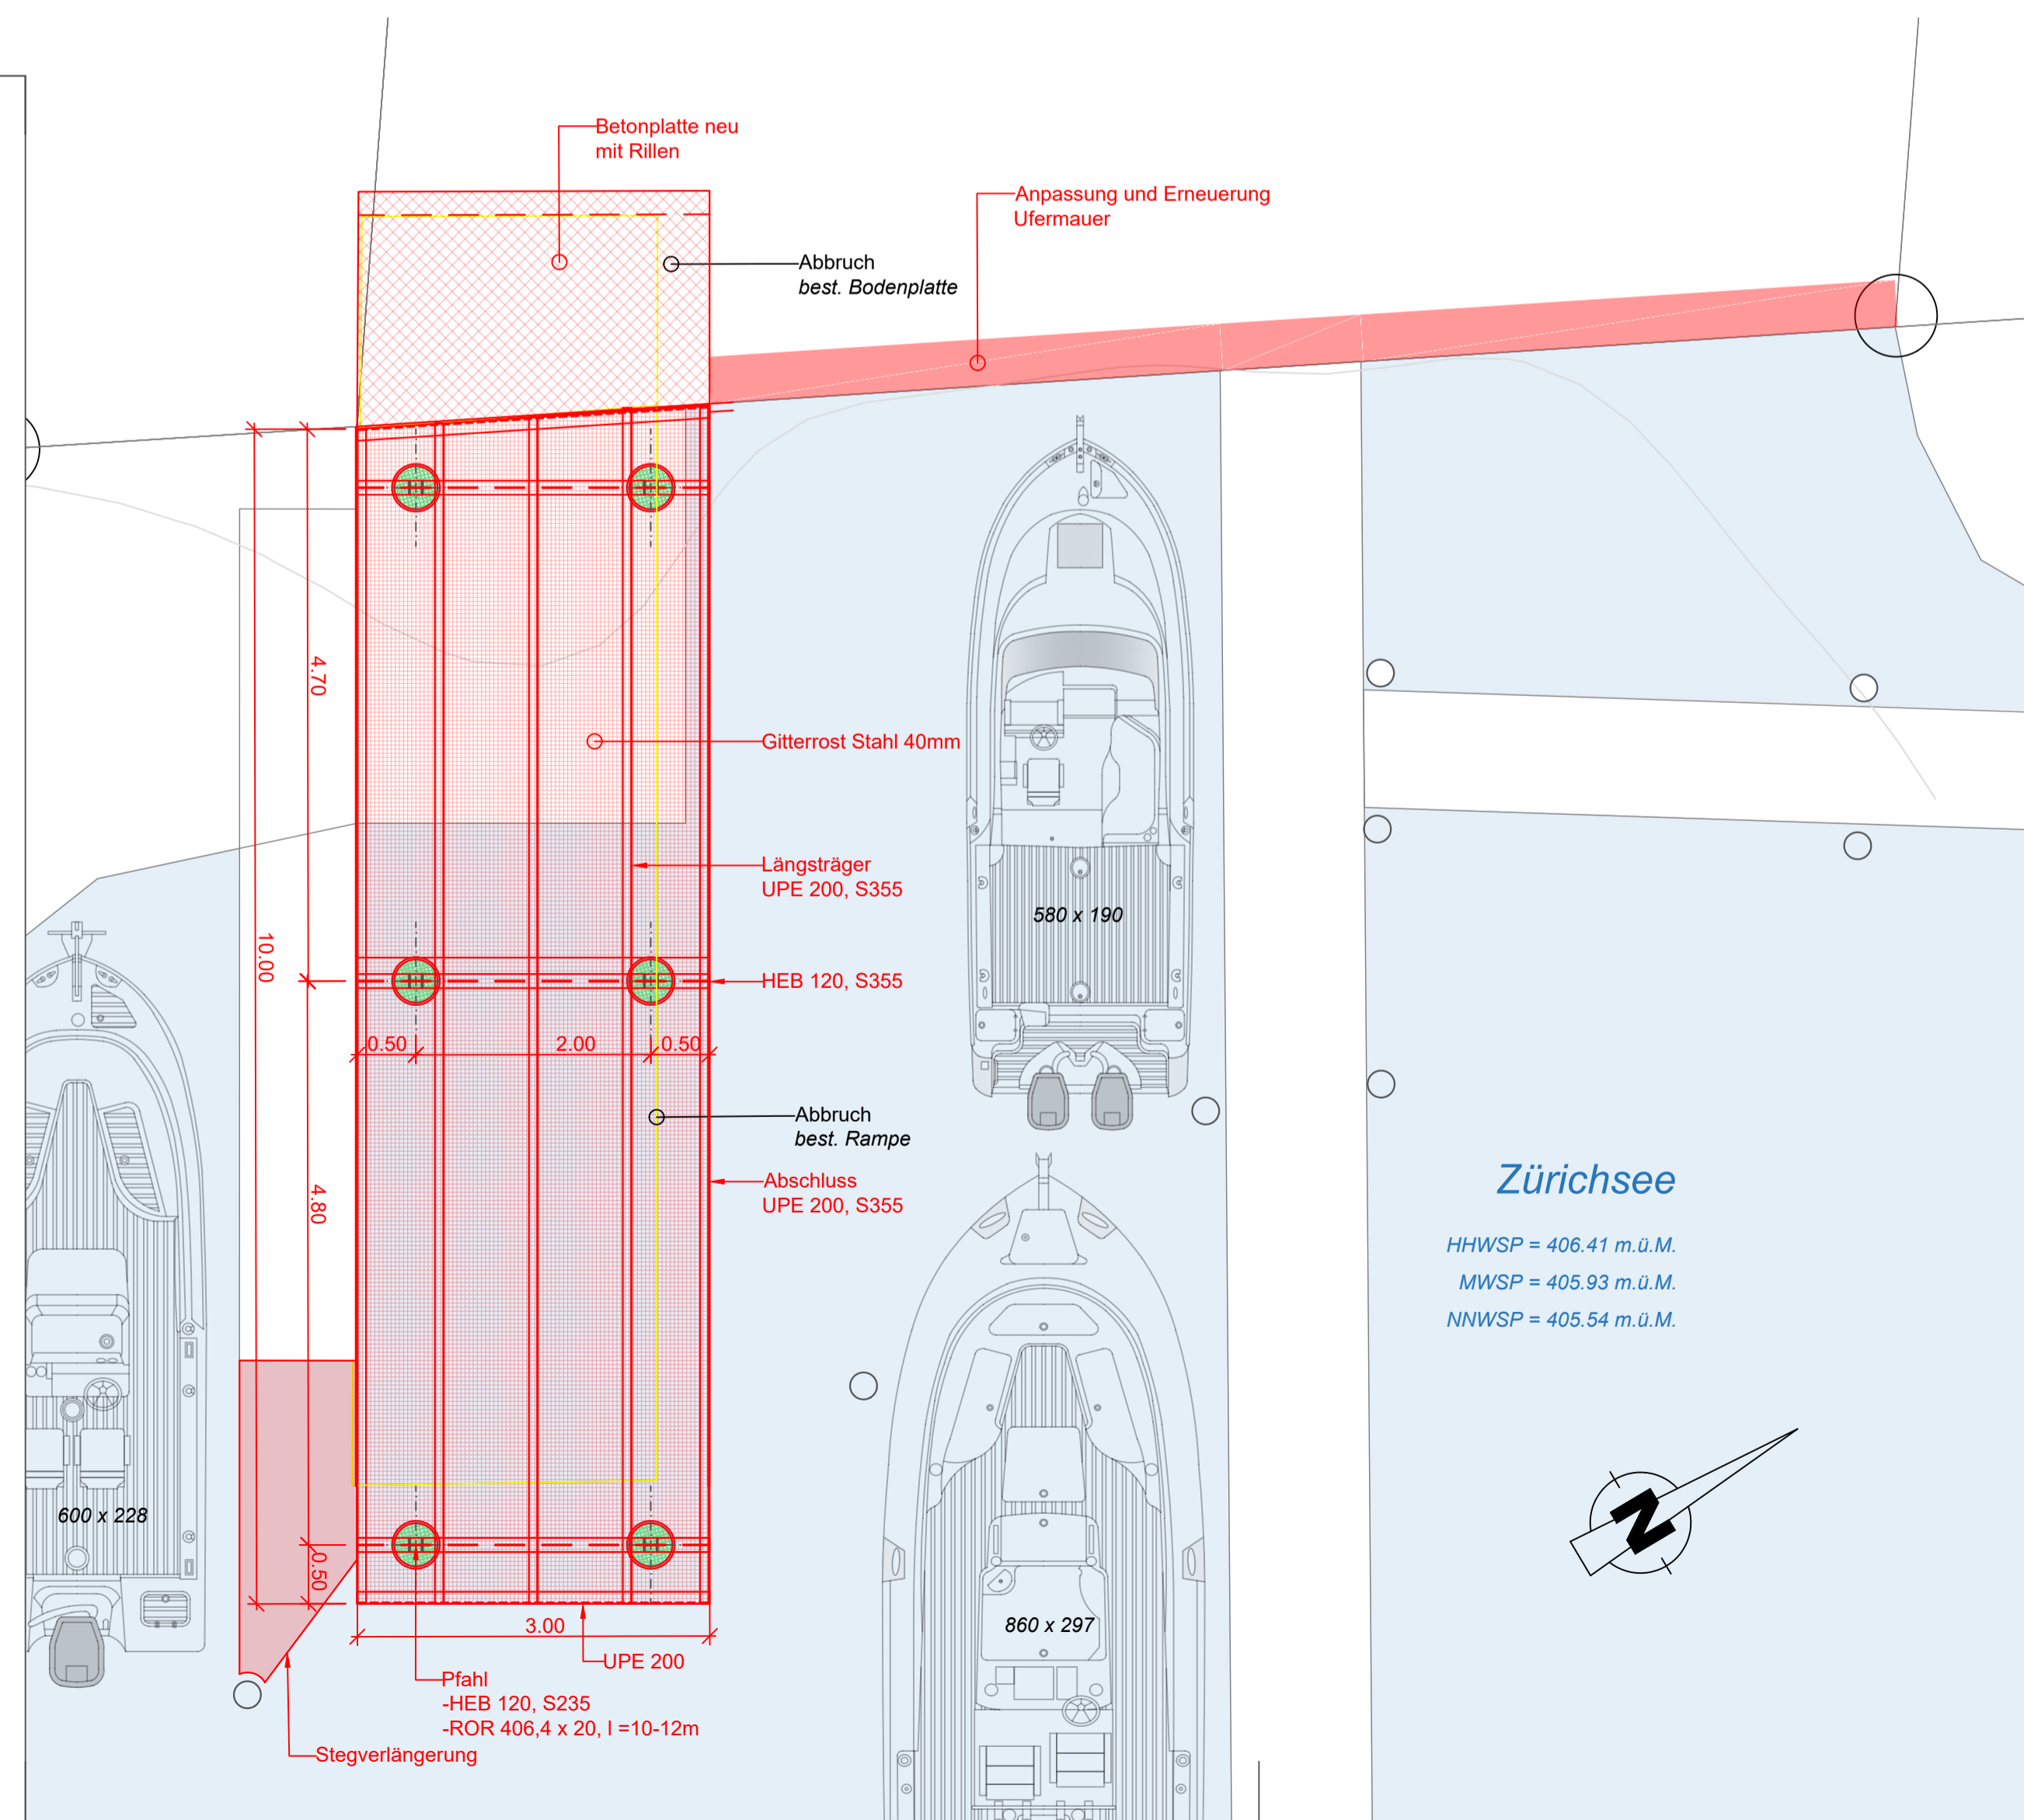 Betonplatte neu
mit Rillen
Anpassung und Erneuerung
Ufermauer
Abbruch
best. Bodenplatte
4.70
Gitterrost Stahl 40mm
Längsträger
UPE 200, S355
580 x 190
10.00
HEB 120, S355
0.50
2.00
0.50
Abbruch
best. Rampe
4.80
Abschluss
UPE 200, S355
Zürichsee
HHWSP = 406.41 m.ü.M.
MWSP = 405.93 m.ü.M.
NNWSP = 405.54 m.ü.M.
600 x 228
N
0.50
3.00
860 x 297
UPE 200
Pfahl
-HEB 120, S235
-ROR 406,4 x 20, l =10-12m
Stegverlängerung